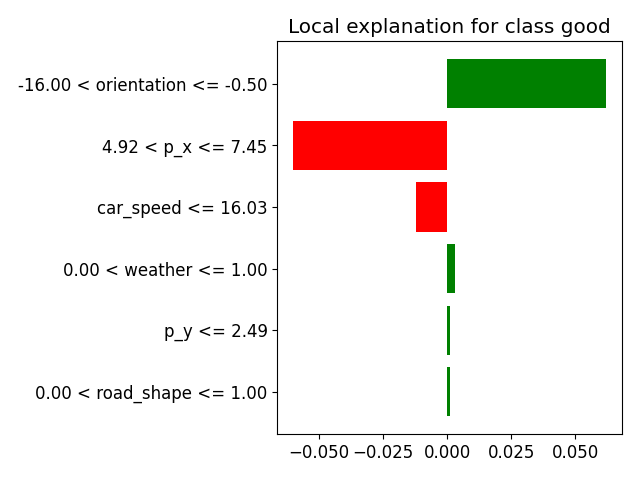 Local explanation for class good
-16.00 < orientation <= -0.50
4.92 < p_x <= 7.45
car_speed <= 16.03
0.00 < weather <= 1.00
p_y <= 2.49
0.00 < road_shape <= 1.00
−0.050 −0.025 0.000 0.025 0.050